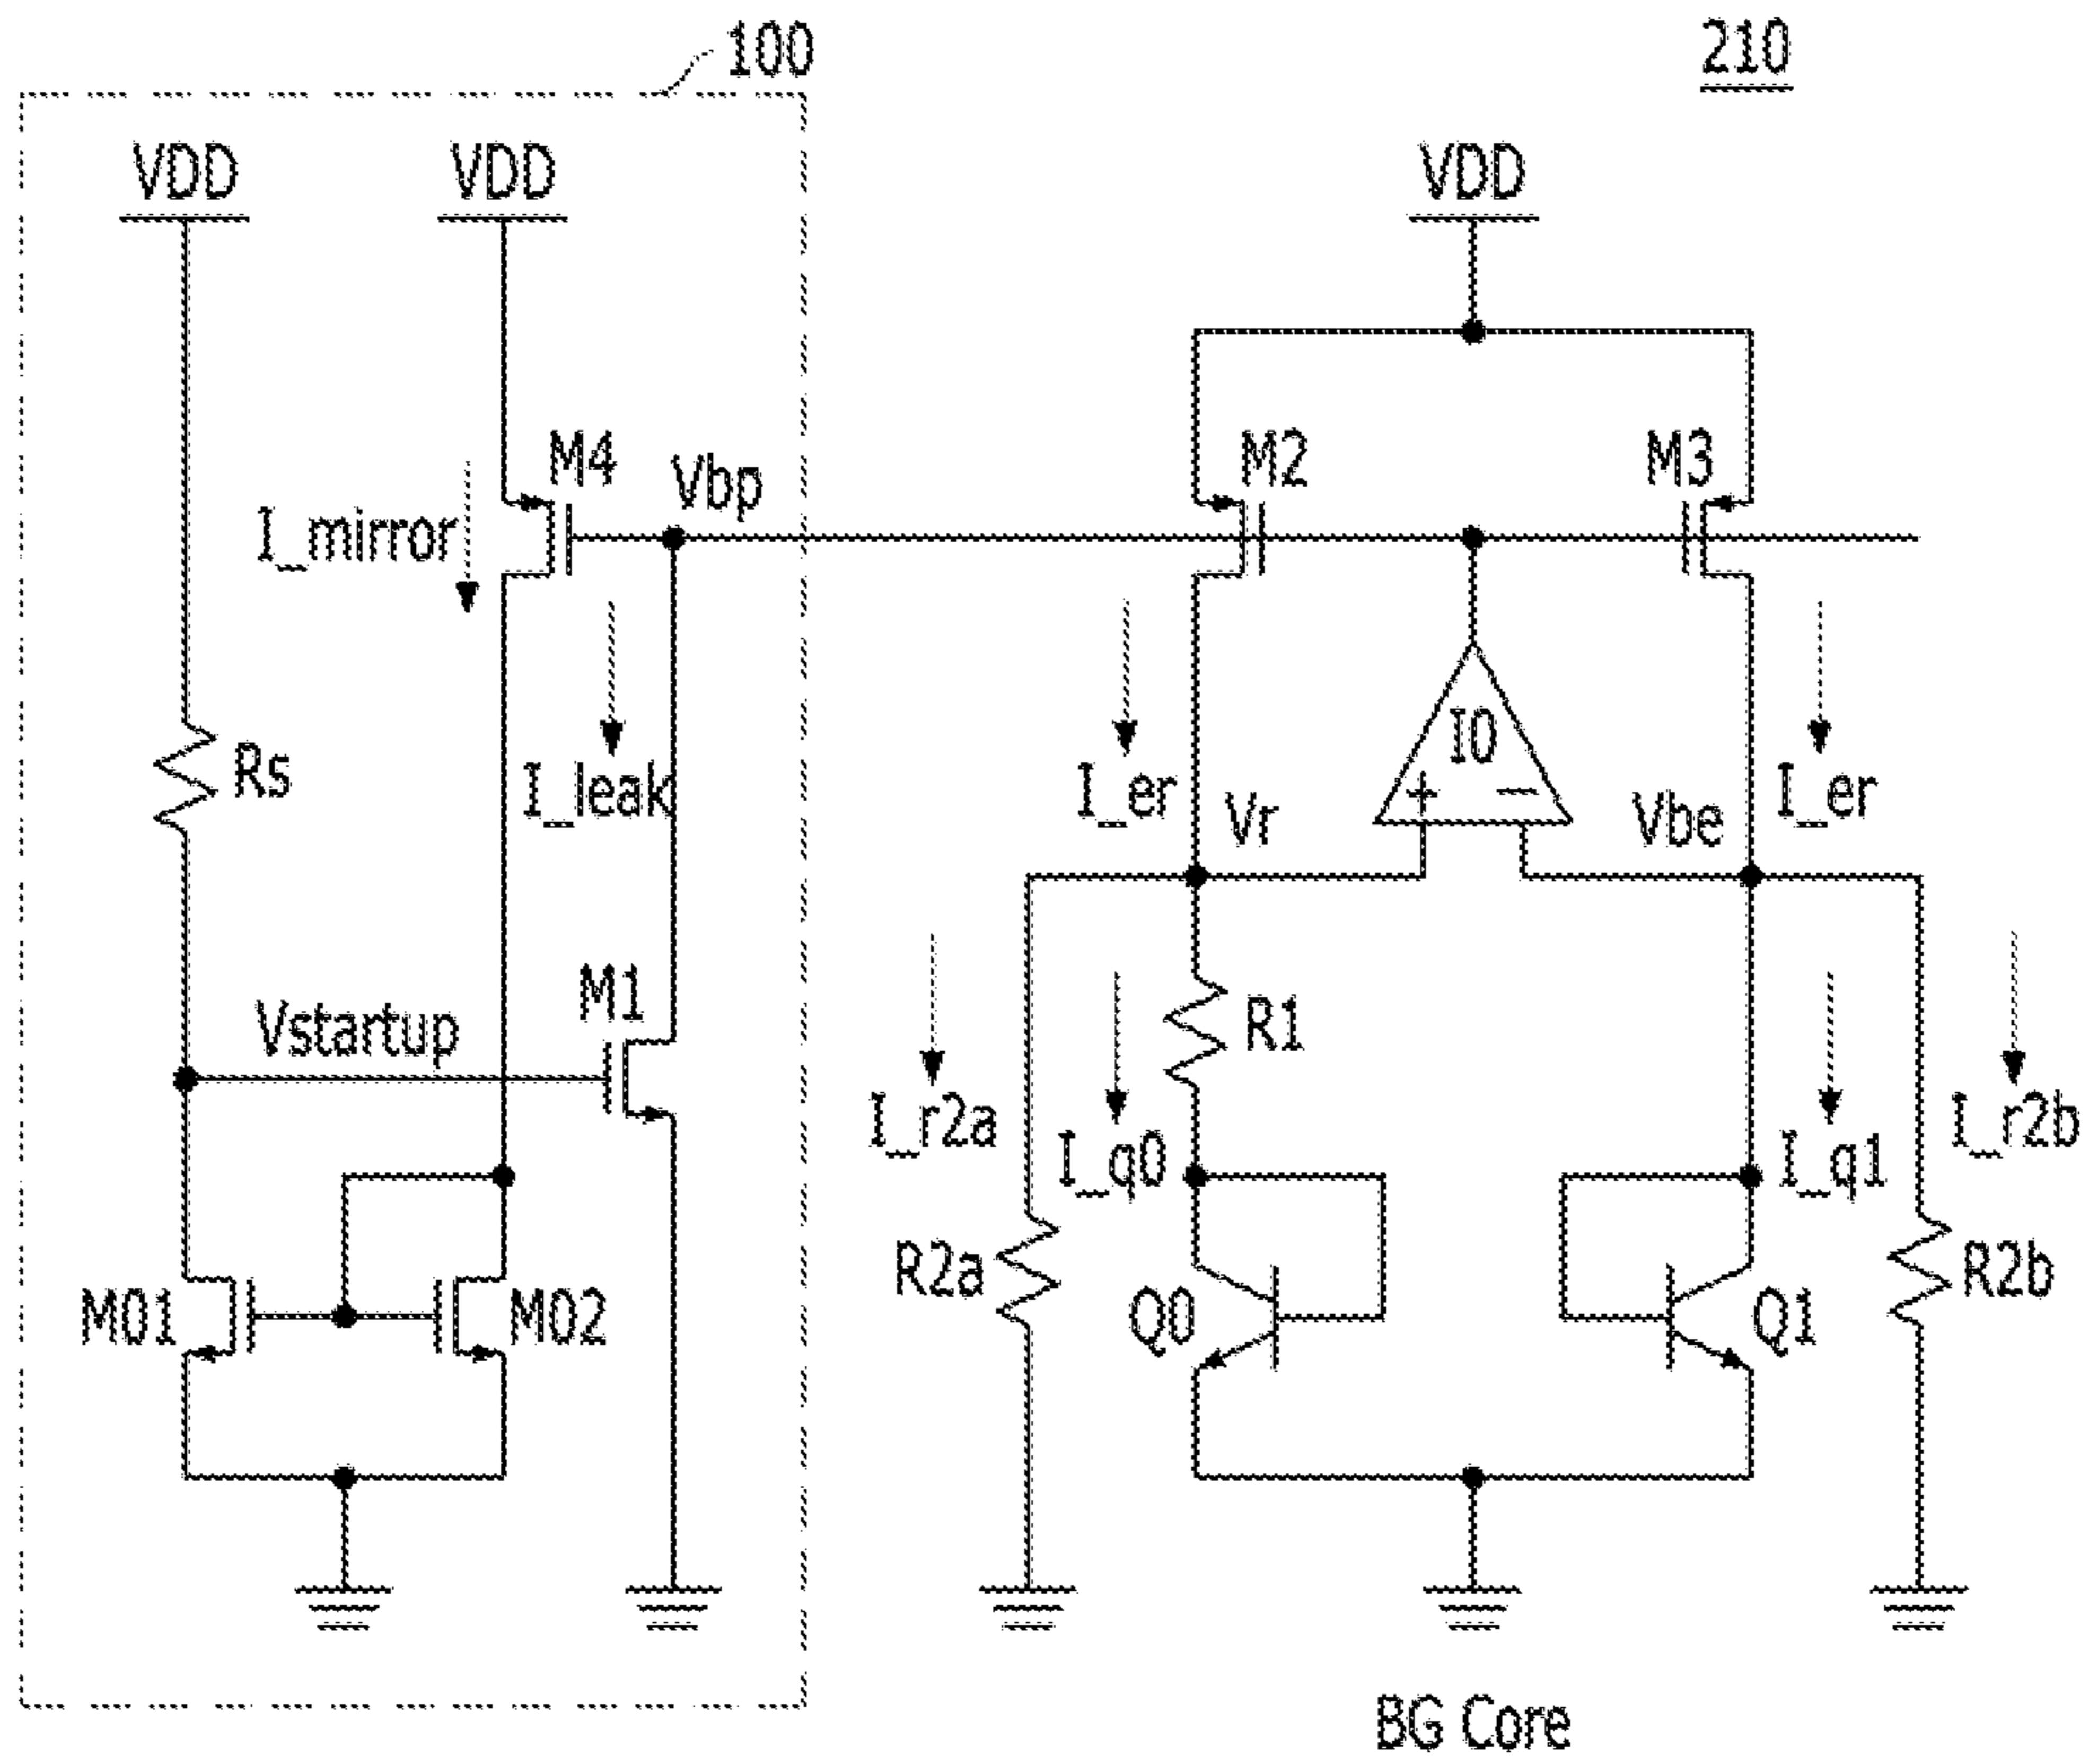 100
210
VDD
VDD
VDD
M4
Vbp
M2
M3
I_mirror
Rs
I_leak
I_er
Vr
I0
+
−
Vbe
I_er
M1
Vstartup
R1
I_r2a
I_q0
I_q1
I_r2b
R2a
R2b
M01
M02
Q0
Q1
BG Core